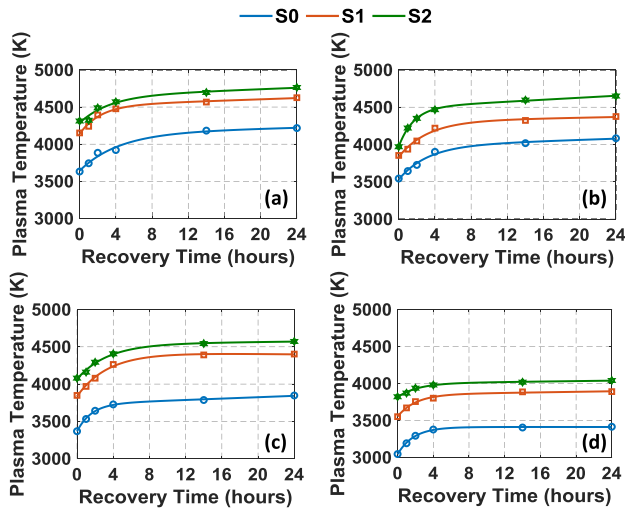 S0 S1 S2
Plasma Temperature (K)
5000
4500
4000
3500
3000
0 4 8 12 16 20 24
Recovery Time (hours)
(a)
Plasma Temperature (K)
5000
4500
4000
3500
3000
0 4 8 12 16 20 24
Recovery Time (hours)
(b)
Plasma Temperature (K)
5000
4500
4000
3500
3000
0 4 8 12 16 20 24
Recovery Time (hours)
(c)
Plasma Temperature (K)
5000
4500
4000
3500
3000
0 4 8 12 16 20 24
Recovery Time (hours)
(d)